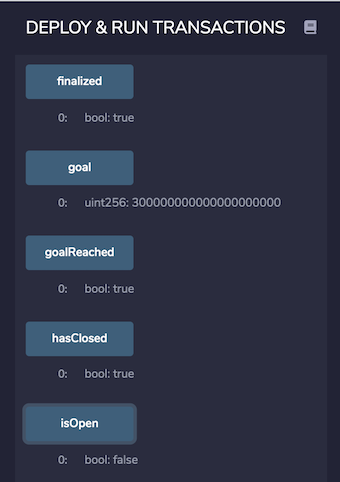 DEPLOY & RUN TRANSACTIONS
finalized
0: bool: true
goal
0: uint256: 300000000000000000000
goalReached
0: bool: true
hasClosed
0: bool: true
isOpen
0: bool: false